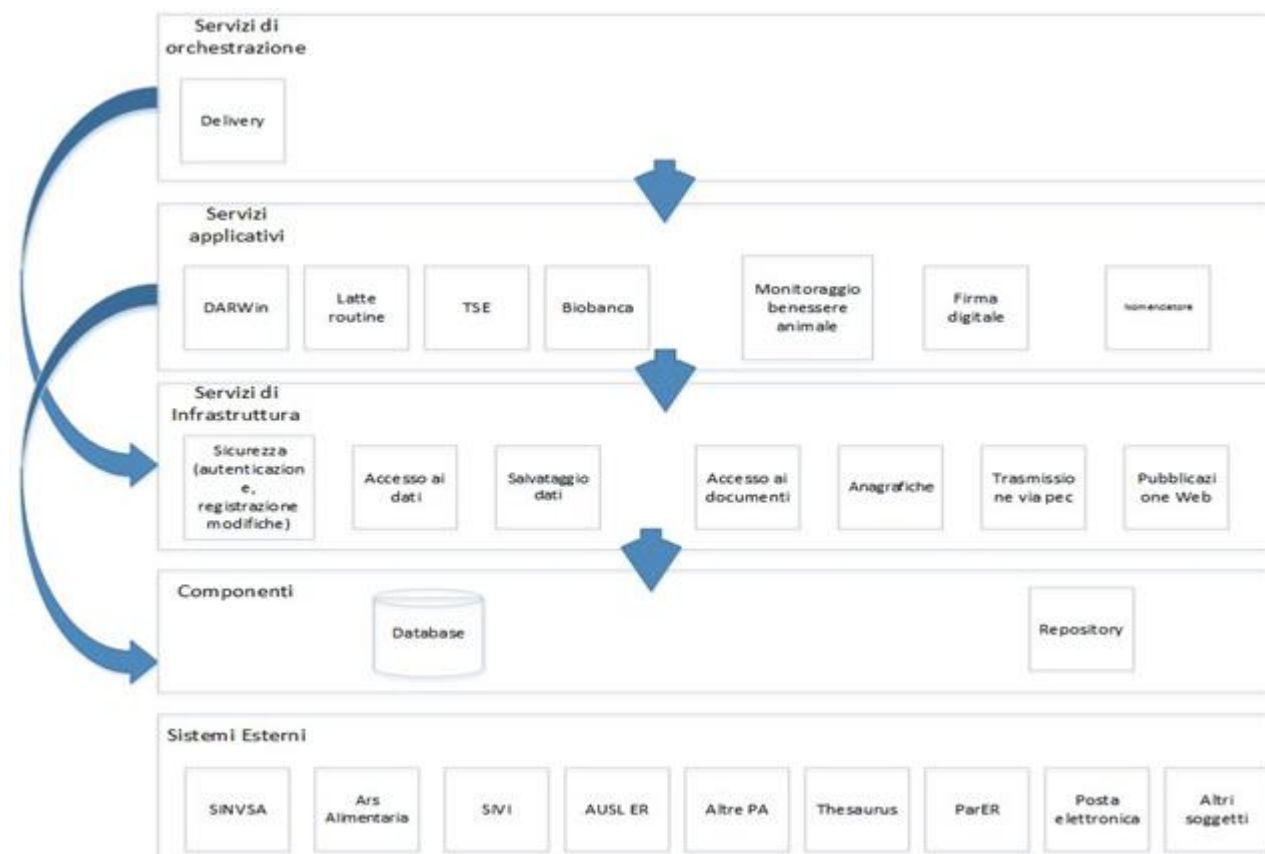 Servizi di
orchestrazione
Delivery
Servizi
applicativi
DARWin
Latte
routine
TSE
Biobanca
Monitoraggio
benessere
animale
Firma
digitale
Nomenclatore
Servizi di
Infrastruttura
Sicurezza
(autenticazion
e,
registrazione
modifiche)
Accesso ai
dati
Salvataggio
dati
Accesso ai
documenti
Anagrafiche
Trasmissio
ne via pec
Pubblicazi
one Web
Componenti
Database
Repository
Sistemi Esterni
SINVSA
Ars
Alimentaria
SIVI
AUSL ER
Altre PA
Thesaurus
ParER
Posta
elettronica
Altri
soggetti